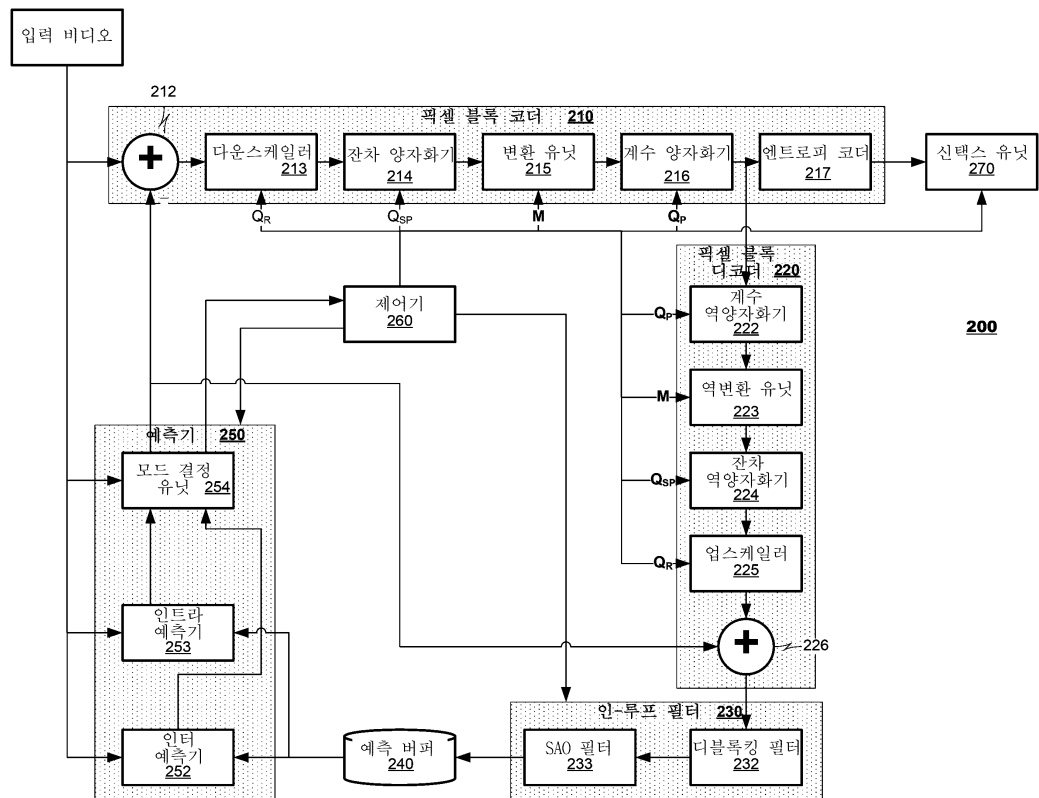 입력 비디오
212
픽셀 블록 코더 210
다운스케일러
213
잔차 양자화기
214
변환 유닛
215
계수 양자화기
216
엔트로피 코더
217
신택스 유닛
270
QR
QSP
M
QP
픽셀 블록
디코더 220
제어기
260
QP
계수
역양자화기
222
200
M
역변환 유닛
223
예측기 250
모드 결정
유닛 254
QSP
잔차
역양자화기
224
QR
업스케일러
225
인트라
예측기
253
226
인-루프 필터 230
인터
예측기
252
예측 버퍼
240
SAO 필터
233
디블록킹 필터
232